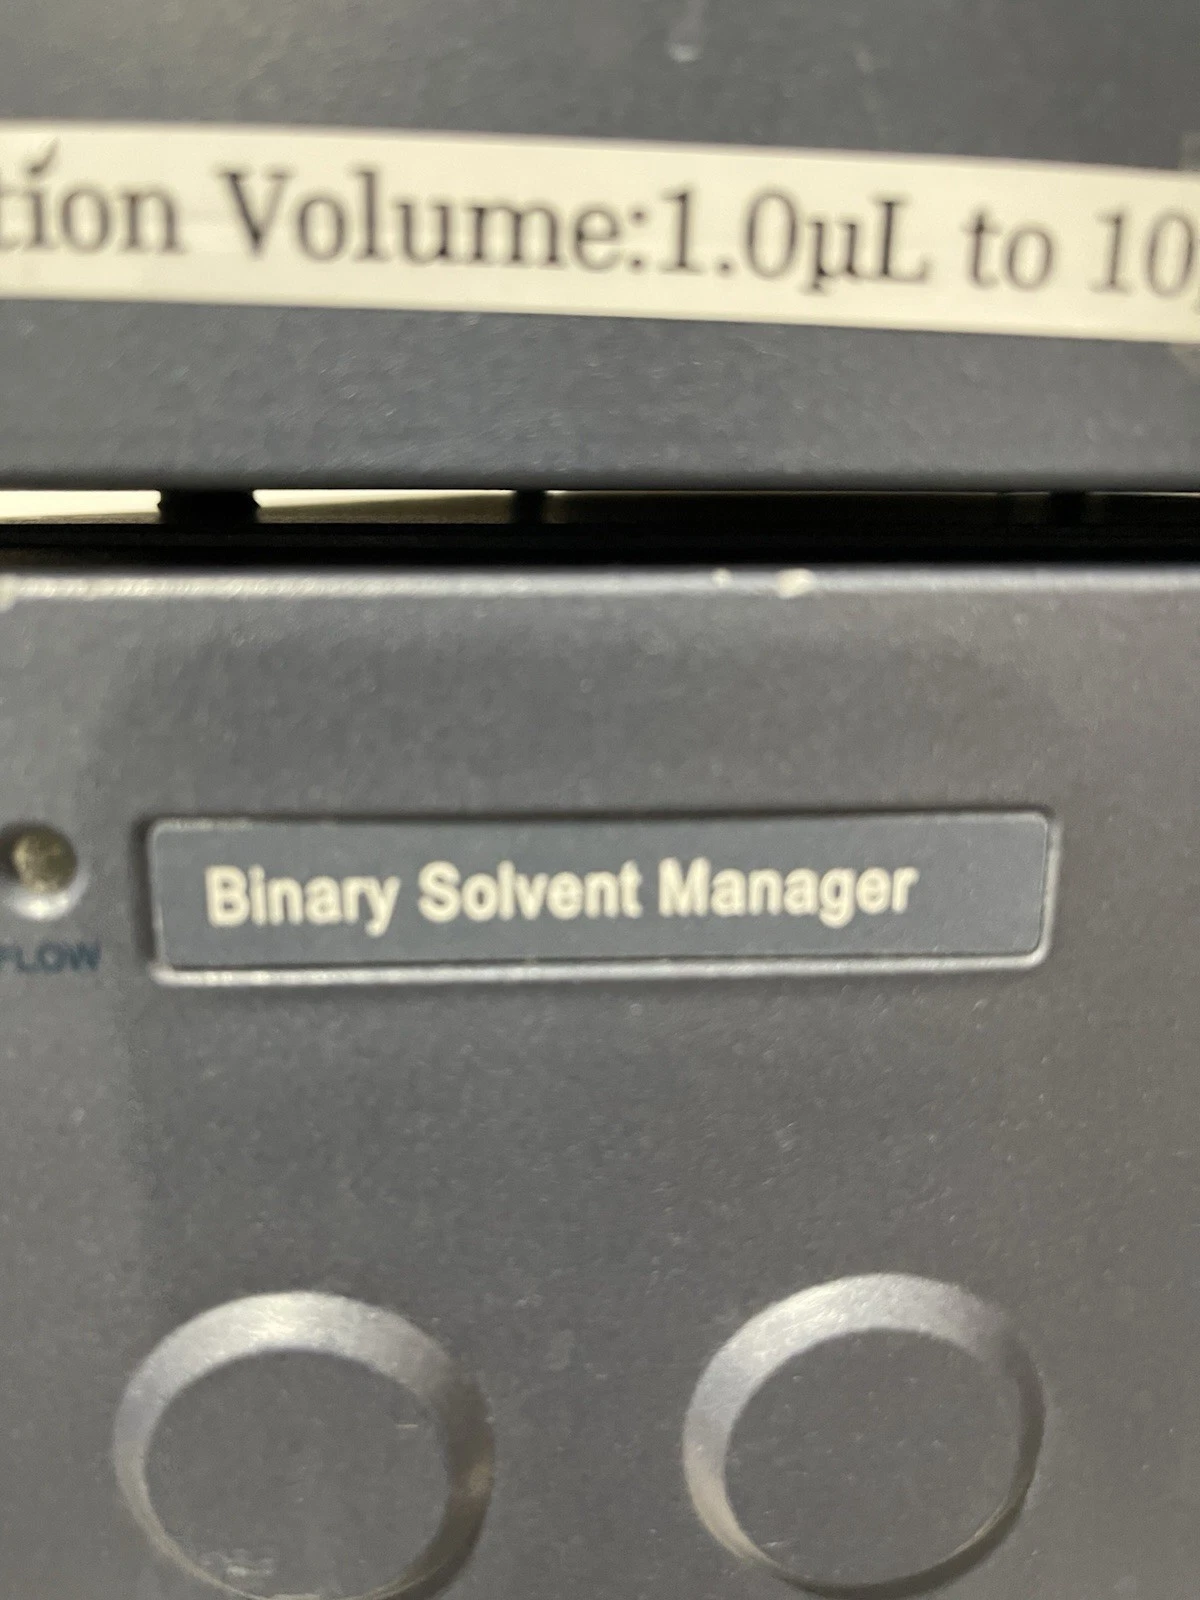 tion Volume:1.0µL to 10
Binary Solvent Manager
FLOW